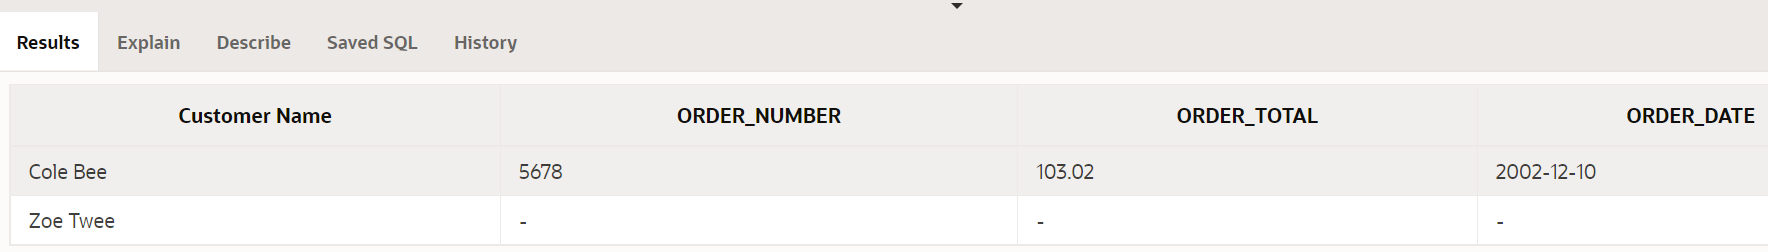 Results Explain Describe Saved SQL History
Customer Name ORDER_NUMBER ORDER_TOTAL ORDER_DATE
Cole Bee 5678 103.02 2002-12-10
Zoe Twee - - -